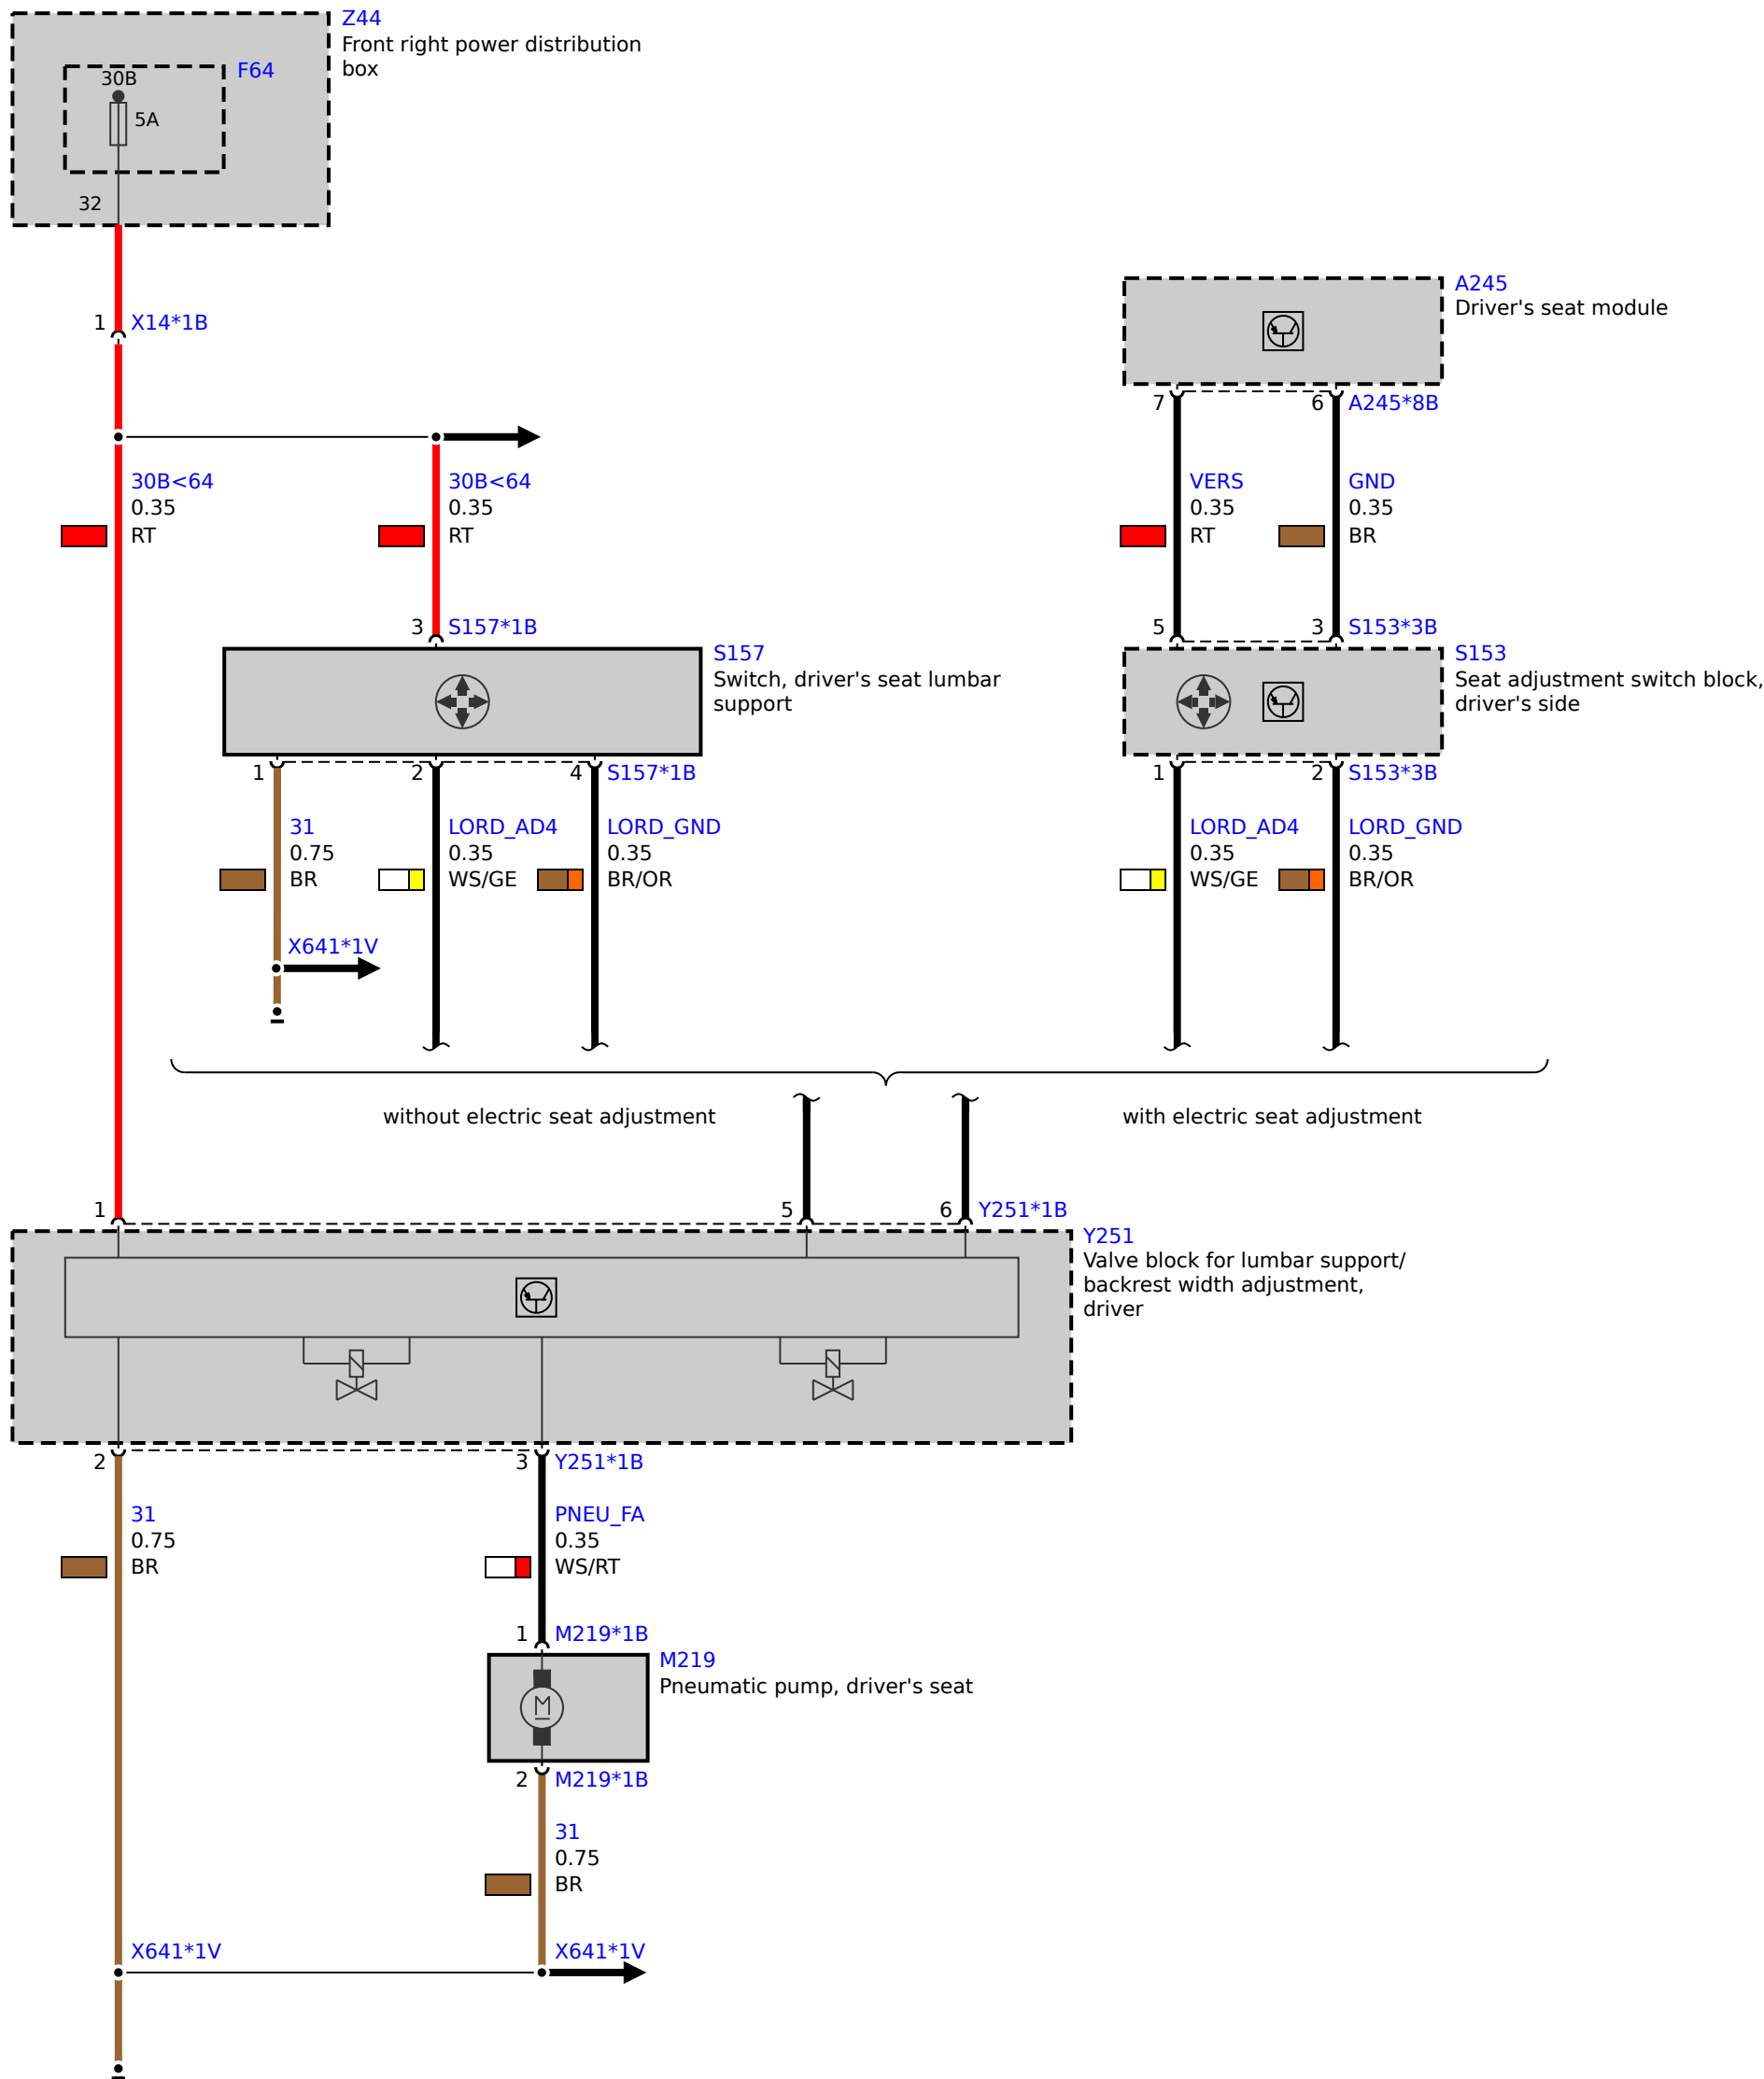 Z44
Front right power distribution
box
F64
30B
5A
32
1 X14*1B
A245
Driver's seat module
7 6 A245*8B
30B<64
0.35
RT
30B<64
0.35
RT
VERS
0.35
RT
GND
0.35
BR
3 S157*1B
5 3 S153*3B
S157
Switch, driver's seat lumbar
support
S153
Seat adjustment switch block,
driver's side
1 2 4 S157*1B
1 2 S153*3B
31
0.75
BR
LORD_AD4
0.35
WS/GE
LORD_GND
0.35
BR/OR
LORD_AD4
0.35
WS/GE
LORD_GND
0.35
BR/OR
X641*1V
without electric seat adjustment
with electric seat adjustment
1 5 6 Y251*1B
Y251
Valve block for lumbar support/
backrest width adjustment,
driver
2 3 Y251*1B
31
0.75
BR
PNEU_FA
0.35
WS/RT
1 M219*1B
M219
Pneumatic pump, driver's seat
M
2 M219*1B
31
0.75
BR
X641*1V
X641*1V